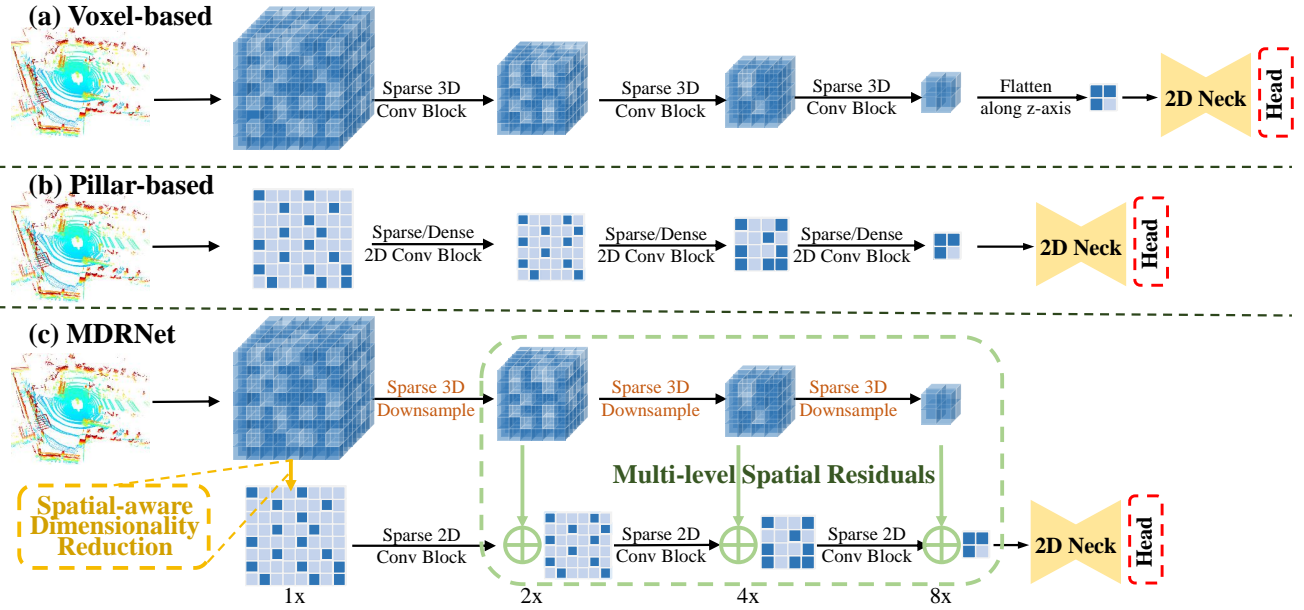 (a) Voxel-based
Sparse 3D
Conv Block
Sparse 3D
Conv Block
Sparse 3D
Conv Block
Flatten
along z-axis
2D Neck
Head
(b) Pillar-based
Sparse/Dense
2D Conv Block
Sparse/Dense
2D Conv Block
Sparse/Dense
2D Conv Block
2D Neck
Head
(c) MDRNet
Sparse 3D
Downsample
Sparse 3D
Downsample
Sparse 3D
Downsample
Multi-level Spatial Residuals
Spatial-aware
Dimensionality
Reduction
Sparse 2D
Conv Block
Sparse 2D
Conv Block
Sparse 2D
Conv Block
2D Neck
Head
1x
2x
4x
8x